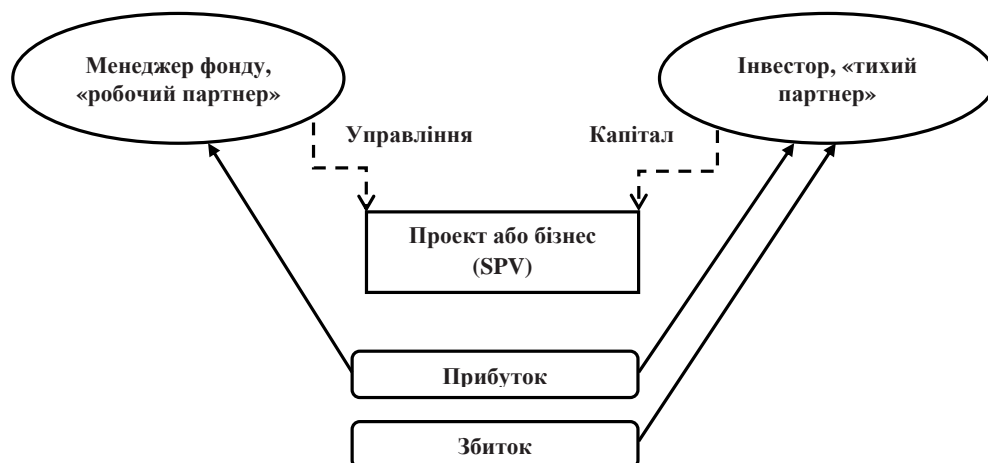 Менеджер фонду,
«робочий партнер»
Інвестор, «тихий
партнер»
Управління
Капітал
Проект або бізнес
(SPV)
Прибуток
Збиток